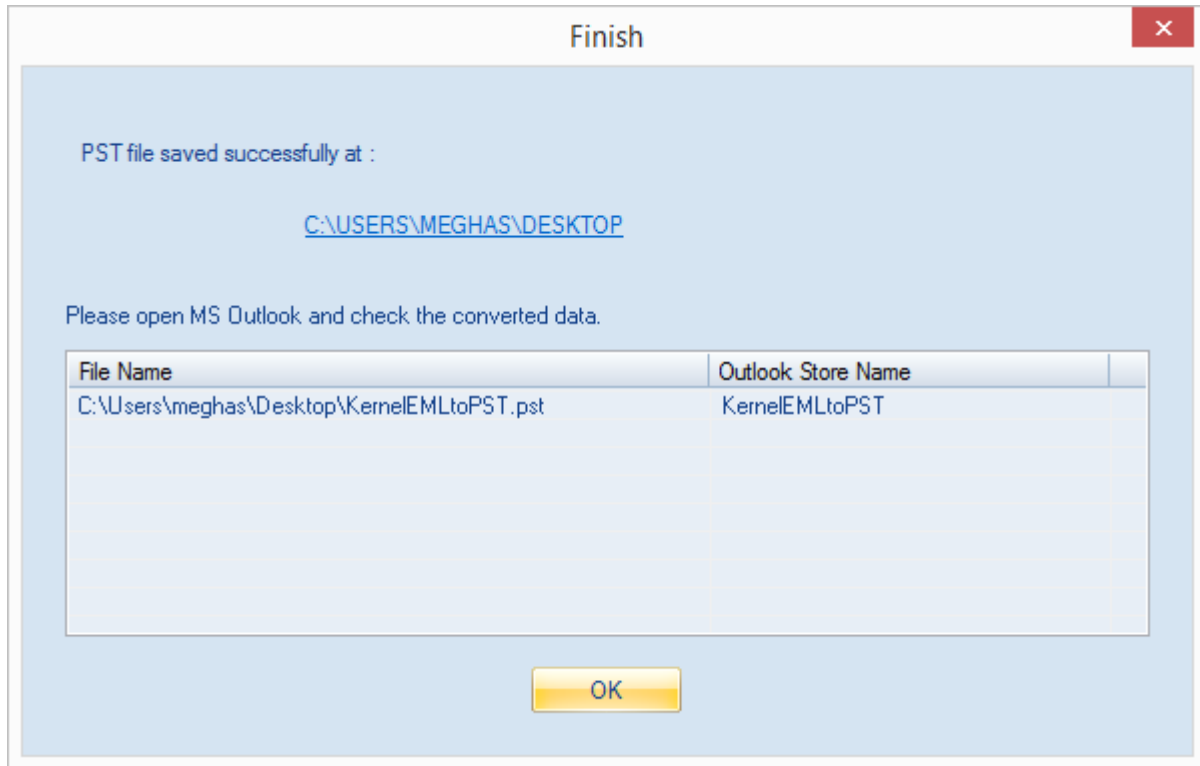 Finish
PST file saved successfully at :
C:\USERS\MEGHAS\DESKTOP
Please open MS Outlook and check the converted data.
File Name Outlook Store Name
C:\Users\meghas\Desktop\KernelEMLtoPST.pst KernelEMLtoPST
OK